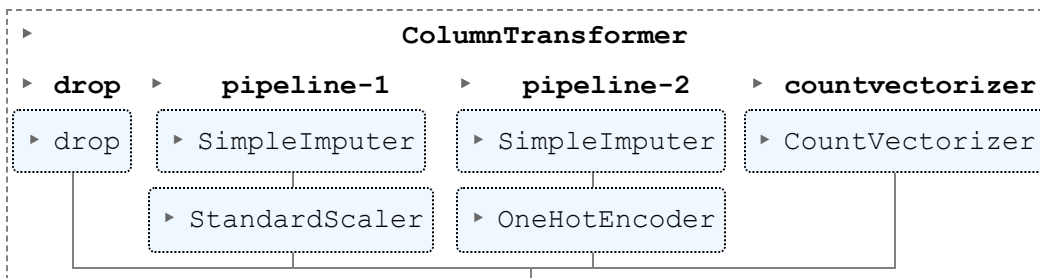 ColumnTransformer
drop pipeline-1 pipeline-2 countvectorizer
drop SimpleImputer SimpleImputer CountVectorizer
StandardScaler OneHotEncoder